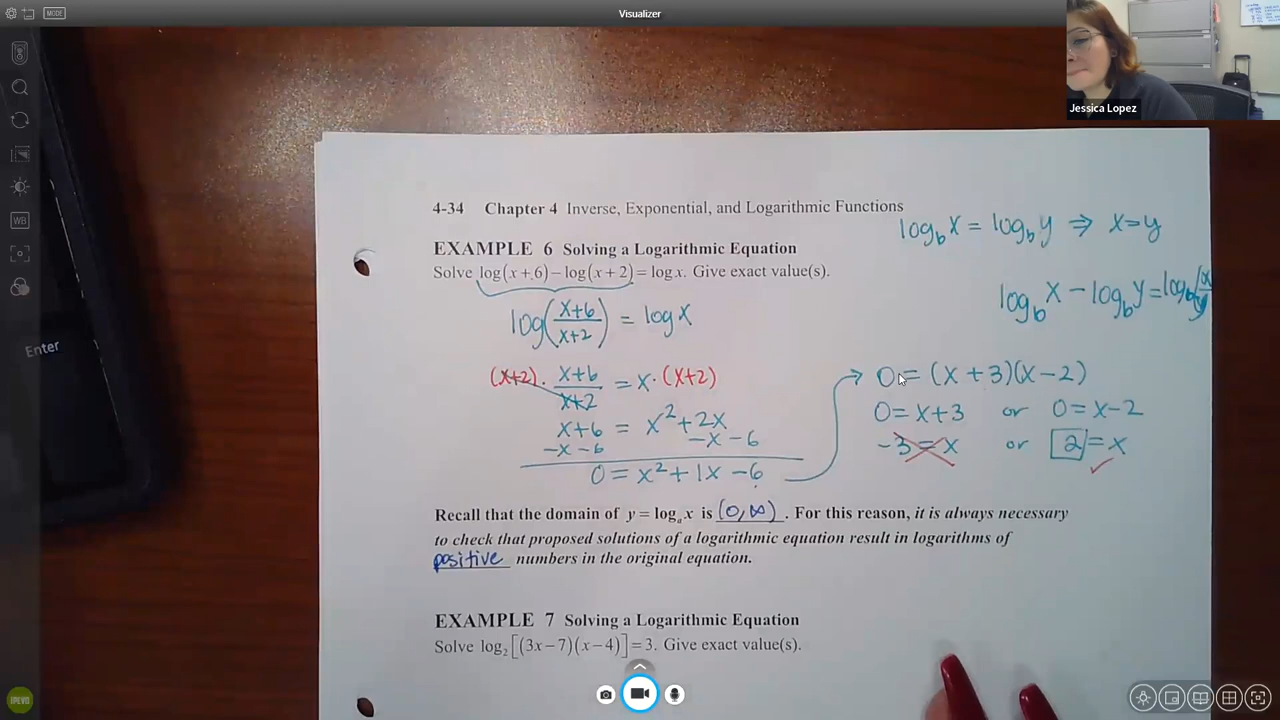 MODE
Visualizer
Jessica Lopez
WB
Enter
4-34 Chapter 4 Inverse, Exponential, and Logarithmic Functions
log_b x = log_b y ⇒ x=y
EXAMPLE 6 Solving a Logarithmic Equation
Solve log(x+6)−log(x+2)=log x. Give exact value(s).
log_b x − log_b y = log_b(x/y)
log((x+6)/(x+2)) = log x
(x+2)· (x+6)/(x+2) = x·(x+2)
x+6 = x²+2x
−x −6 −x −6
0 = x²+1x −6
0 = (x+3)(x−2)
0 = x+3 or 0 = x−2
−3 = x or 2 = x ✓
Recall that the domain of y = log_a x is (0,∞). For this reason, it is always necessary
to check that proposed solutions of a logarithmic equation result in logarithms of
positive numbers in the original equation.
EXAMPLE 7 Solving a Logarithmic Equation
Solve log₂[(3x−7)(x−4)]=3. Give exact value(s).
IPEVO